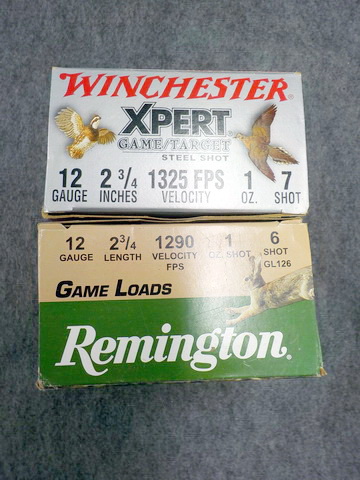 WINCHESTER
XPERT
GAME/TARGET
STEEL SHOT
12 2 3/4 1325 FPS 1 7
GAUGE INCHES VELOCITY OZ. SHOT
12 2 3/4 1290 1 6
GAUGE LENGTH VELOCITY OZ. SHOT SHOT
FPS GL126
GAME LOADS
Remington